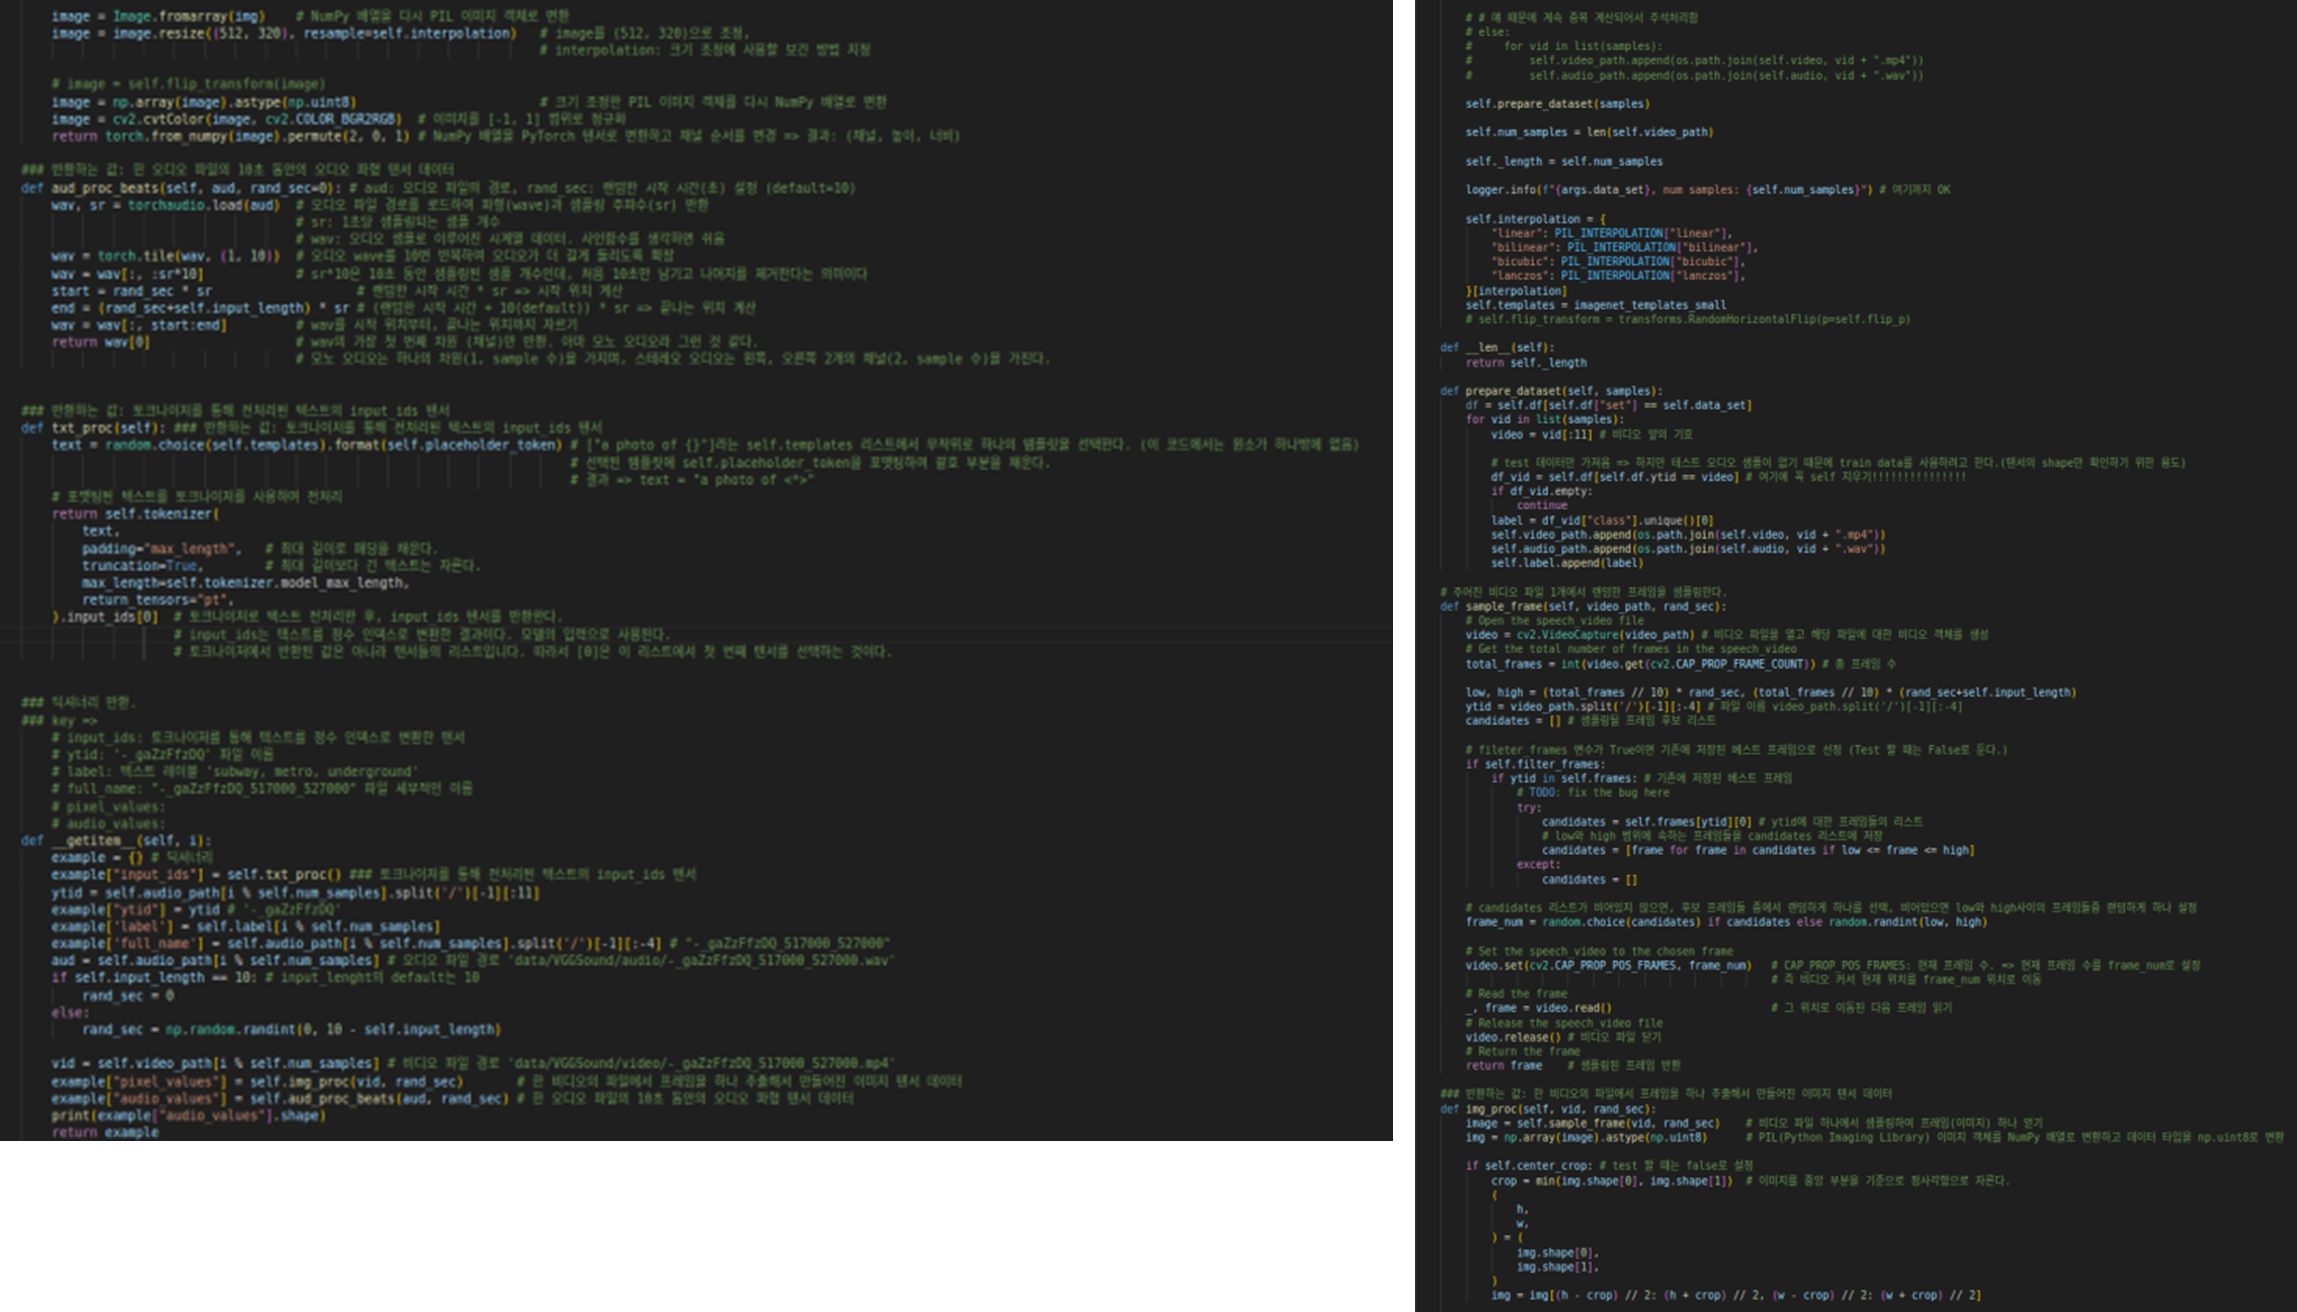 image = Image.fromarray(img)    # NumPy 배열을 다시 PIL 이미지 객체로 변환
image = image.resize((512, 320), resample=self.interpolation)   # image를 (512, 320)으로 조정,
# interpolation: 크기 조정에 사용할 보간 방법 지정
# image = self.flip_transform(image)
image = np.array(image).astype(np.uint8)    # 크기 조정한 PIL 이미지 객체를 다시 NumPy 배열로 변환
image = cv2.cvtColor(image, cv2.COLOR_BGR2RGB)  # 이미지를 [-1, 1] 범위로 정규화
return torch.from_numpy(image).permute(2, 0, 1) # NumPy 배열을 PyTorch 텐서로 변환하고 채널 순서를 변경 => 결과: (채널, 높이, 너비)
### 반환하는 값: 한 오디오 파일의 10초 동안의 오디오 파형 텐서 데이터
def aud_proc_beats(self, aud, rand_sec=0): # aud: 오디오 파일의 경로, rand_sec: 랜덤한 시작 시간(초) 설정 (default=10)
wav, sr = torchaudio.load(aud)  # 오디오 파일 경로를 로드하여 파형(wave)과 샘플링 주파수(sr) 반환
# sr: 1초당 샘플링되는 샘플 개수
# wav: 오디오 샘플로 이루어진 시계열 데이터. 사인함수를 생각하면 쉬움
wav = torch.tile(wav, (1, 10))  # 오디오 wave를 10번 반복하여 오디오가 더 길게 들리도록 확장
wav = wav[:, :sr*10]    # sr*10은 10초 동안 샘플링된 샘플 개수인데, 처음 10초만 남기고 나머지를 제거한다는 의미이다
start = rand_sec * sr    # 랜덤한 시작 시간 * sr => 시작 위치 계산
end = (rand_sec+self.input_length) * sr # (랜덤한 시작 시간 + 10(default)) * sr => 끝나는 위치 계산
wav = wav[:, start:end]    # wav를 시작 위치부터, 끝나는 위치까지 자르기
return wav[0]    # wav의 가장 첫 번째 차원 (채널)만 반환. 아마 모노 오디오라 그런 것 같다.
# 모노 오디오는 하나의 차원(1, sample 수)을 가지며, 스테레오 오디오는 왼쪽, 오른쪽 2개의 채널(2, sample 수)을 가진다.
### 반환하는 값: 토크나이저를 통해 전처리된 텍스트의 input_ids 텐서
def txt_proc(self): ### 반환하는 값: 토크나이저를 통해 전처리된 텍스트의 input_ids 텐서
text = random.choice(self.templates).format(self.placeholder_token) # ["a photo of {}"]라는 self.templates 리스트에서 무작위로 하나의 템플릿을 선택한다. (이 코드에서는 원소가 하나밖에 없음)
# 선택된 템플릿에 self.placeholder_token을 포맷팅하여 괄호 부분을 채운다.
# 결과 => text = "a photo of <*>"
# 포맷팅된 텍스트를 토크나이저를 사용하여 전처리
return self.tokenizer(
text,
padding="max_length",   # 최대 길이로 패딩을 채운다.
truncation=True,    # 최대 길이보다 긴 텍스트는 자른다.
max_length=self.tokenizer.model_max_length,
return_tensors="pt",
).input_ids[0]  # 토크나이저로 텍스트 전처리한 후, input_ids 텐서를 반환한다.
# input_ids는 텍스트를 정수 인덱스로 변환한 결과이다. 모델의 입력으로 사용된다.
# 토크나이저에서 반환된 값은 아니라 텐서들의 리스트입니다. 따라서 [0]은 이 리스트에서 첫 번째 텐서를 선택하는 것이다.
### 딕셔너리 반환.
### key =>
# input_ids: 토크나이저를 통해 텍스트를 정수 인덱스로 변환한 텐서
# ytid: '-_gaZzFfzDQ' 파일 이름
# label: 텍스트 레이블 'subway, metro, underground'
# full_name: "-_gaZzFfzDQ_517000_527000" 파일 세부적인 이름
# pixel_values:
# audio_values:
def __getitem__(self, i):
example = {} # 딕셔너리
example["input_ids"] = self.txt_proc() ### 토크나이저를 통해 전처리된 텍스트의 input_ids 텐서
ytid = self.audio_path[i % self.num_samples].split('/')[-1][:11]
example["ytid"] = ytid # '-_gaZzFfzDQ'
example['label'] = self.label[i % self.num_samples]
example['full_name'] = self.audio_path[i % self.num_samples].split('/')[-1][:-4] # "-_gaZzFfzDQ_517000_527000"
aud = self.audio_path[i % self.num_samples] # 오디오 파일 경로 'data/VGGSound/audio/-_gaZzFfzDQ_517000_527000.wav'
if self.input_length == 10: # input_lenght의 default는 10
rand_sec = 0
else:
rand_sec = np.random.randint(0, 10 - self.input_length)
vid = self.video_path[i % self.num_samples] # 비디오 파일 경로 'data/VGGSound/video/-_gaZzFfzDQ_517000_527000.mp4'
example["pixel_values"] = self.img_proc(vid, rand_sec)    # 한 비디오의 파일에서 프레임을 하나 추출해서 만들어진 이미지 텐서 데이터
example["audio_values"] = self.aud_proc_beats(aud, rand_sec) # 한 오디오 파일의 10초 동안의 오디오 파형 텐서 데이터
print(example["audio_values"].shape)
return example
# # 얘 때문에 계속 중복 계산되어서 주석처리함
# else:
#     for vid in list(samples):
#         self.video_path.append(os.path.join(self.video, vid + ".mp4"))
#         self.audio_path.append(os.path.join(self.audio, vid + ".wav"))
self.prepare_dataset(samples)
self.num_samples = len(self.video_path)
self._length = self.num_samples
logger.info(f"{args.data_set}, num samples: {self.num_samples}") # 여기까지 OK
self.interpolation = {
"linear": PIL_INTERPOLATION["linear"],
"bilinear": PIL_INTERPOLATION["bilinear"],
"bicubic": PIL_INTERPOLATION["bicubic"],
"lanczos": PIL_INTERPOLATION["lanczos"],
}[interpolation]
self.templates = imagenet_templates_small
# self.flip_transform = transforms.RandomHorizontalFlip(p=self.flip_p)
def __len__(self):
return self._length
def prepare_dataset(self, samples):
df = self.df[self.df["set"] == self.data_set]
for vid in list(samples):
video = vid[:11] # 비디오 앞의 기호
# test 데이터만 가져옴 => 하지만 테스트 오디오 샘플이 없기 때문에 train data를 사용하려고 한다.(텐서의 shape만 확인하기 위한 용도)
df_vid = self.df[self.df.ytid == video] # 여기에 꼭 self 지우기!!!!!!!!!!!!!!!
if df_vid.empty:
continue
label = df_vid["class"].unique()[0]
self.video_path.append(os.path.join(self.video, vid + ".mp4"))
self.audio_path.append(os.path.join(self.audio, vid + ".wav"))
self.label.append(label)
# 주어진 비디오 파일 1개에서 랜덤한 프레임을 샘플링한다.
def sample_frame(self, video_path, rand_sec):
# Open the speech_video file
video = cv2.VideoCapture(video_path) # 비디오 파일을 열고 해당 파일에 대한 비디오 객체를 생성
# Get the total number of frames in the speech_video
total_frames = int(video.get(cv2.CAP_PROP_FRAME_COUNT)) # 총 프레임 수
low, high = (total_frames // 10) * rand_sec, (total_frames // 10) * (rand_sec+self.input_length)
ytid = video_path.split('/')[-1][:-4] # 파일 이름 video_path.split('/')[-1][:-4]
candidates = [] # 샘플링될 프레임 후보 리스트
# fileter_frames 변수가 True이면 기존에 저장된 베스트 프레임으로 선정 (Test 할 때는 False로 둔다.)
if self.filter_frames:
if ytid in self.frames: # 기존에 저장된 베스트 프레임
# TODO: fix the bug here
try:
candidates = self.frames[ytid][0] # ytid에 대한 프레임들의 리스트
# low와 high 범위에 속하는 프레임들을 candidates 리스트에 저장
candidates = [frame for frame in candidates if low <= frame <= high]
except:
candidates = []
# candidates 리스트가 비어있지 않으면, 후보 프레임들 중에서 랜덤하게 하나를 선택, 비어있으면 low와 high사이의 프레임들중 랜덤하게 하나 선정
frame_num = random.choice(candidates) if candidates else random.randint(low, high)
# Set the speech_video to the chosen frame
video.set(cv2.CAP_PROP_POS_FRAMES, frame_num)   # CAP_PROP_POS_FRAMES: 현재 프레임 수. => 현재 프레임 수를 frame_num로 설정
# 즉 비디오 커서 현재 위치를 frame_num 위치로 이동
# Read the frame
_, frame = video.read()    # 그 위치로 이동된 다음 프레임 읽기
# Release the speech_video file
video.release() # 비디오 파일 닫기
# Return the frame
return frame    # 샘플링된 프레임 반환
### 반환하는 값: 한 비디오의 파일에서 프레임을 하나 추출해서 만들어진 이미지 텐서 데이터
def img_proc(self, vid, rand_sec):
image = self.sample_frame(vid, rand_sec)    # 비디오 파일 하나에서 샘플링하여 프레임(이미지) 하나 얻기
img = np.array(image).astype(np.uint8)    # PIL(Python Imaging Library) 이미지 객체를 NumPy 배열로 변환하고 데이터 타입을 np.uint8로 변환
if self.center_crop: # test 할 때는 false로 설정
crop = min(img.shape[0], img.shape[1])  # 이미지를 중앙 부분을 기준으로 정사각형으로 자른다.
(
h,
w,
) = (
img.shape[0],
img.shape[1],
)
img = img[(h - crop) // 2: (h + crop) // 2, (w - crop) // 2: (w + crop) // 2]